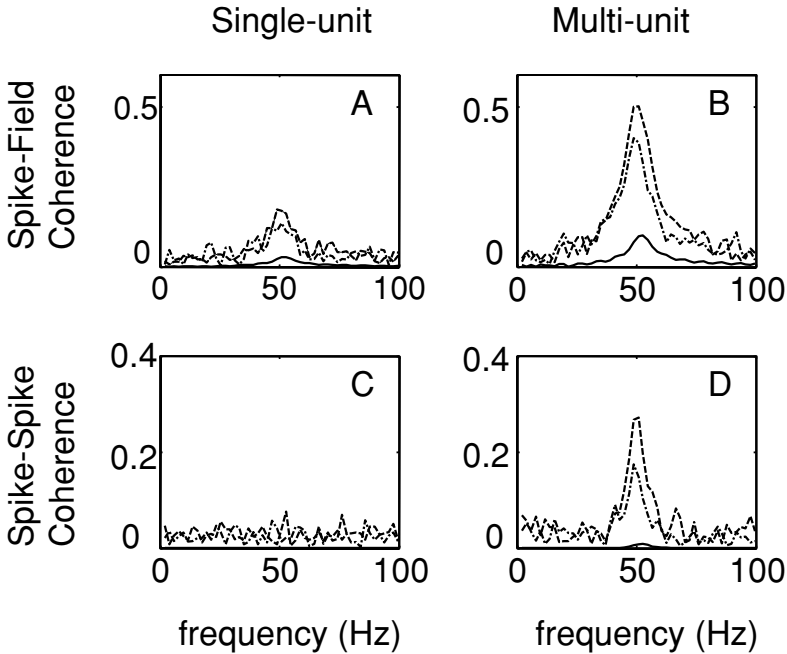 Single-unit
Multi-unit
Spike-Field
Coherence
0.5
0
A
0
50
100
0.5
0
B
0
50
100
Spike-Spike
Coherence
0.4
0.2
0
C
0
50
100
0.4
0.2
0
D
0
50
100
frequency (Hz)
frequency (Hz)